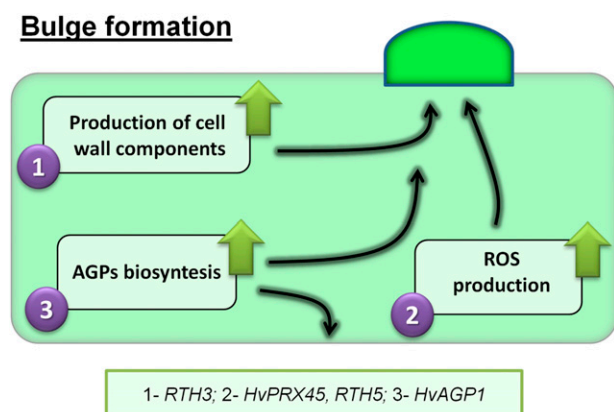 Bulge formation
Production of cell
wall components
1
AGPs biosyntesis
3
ROS
production
2
1- RTH3; 2- HvPRX45, RTH5; 3- HvAGP1